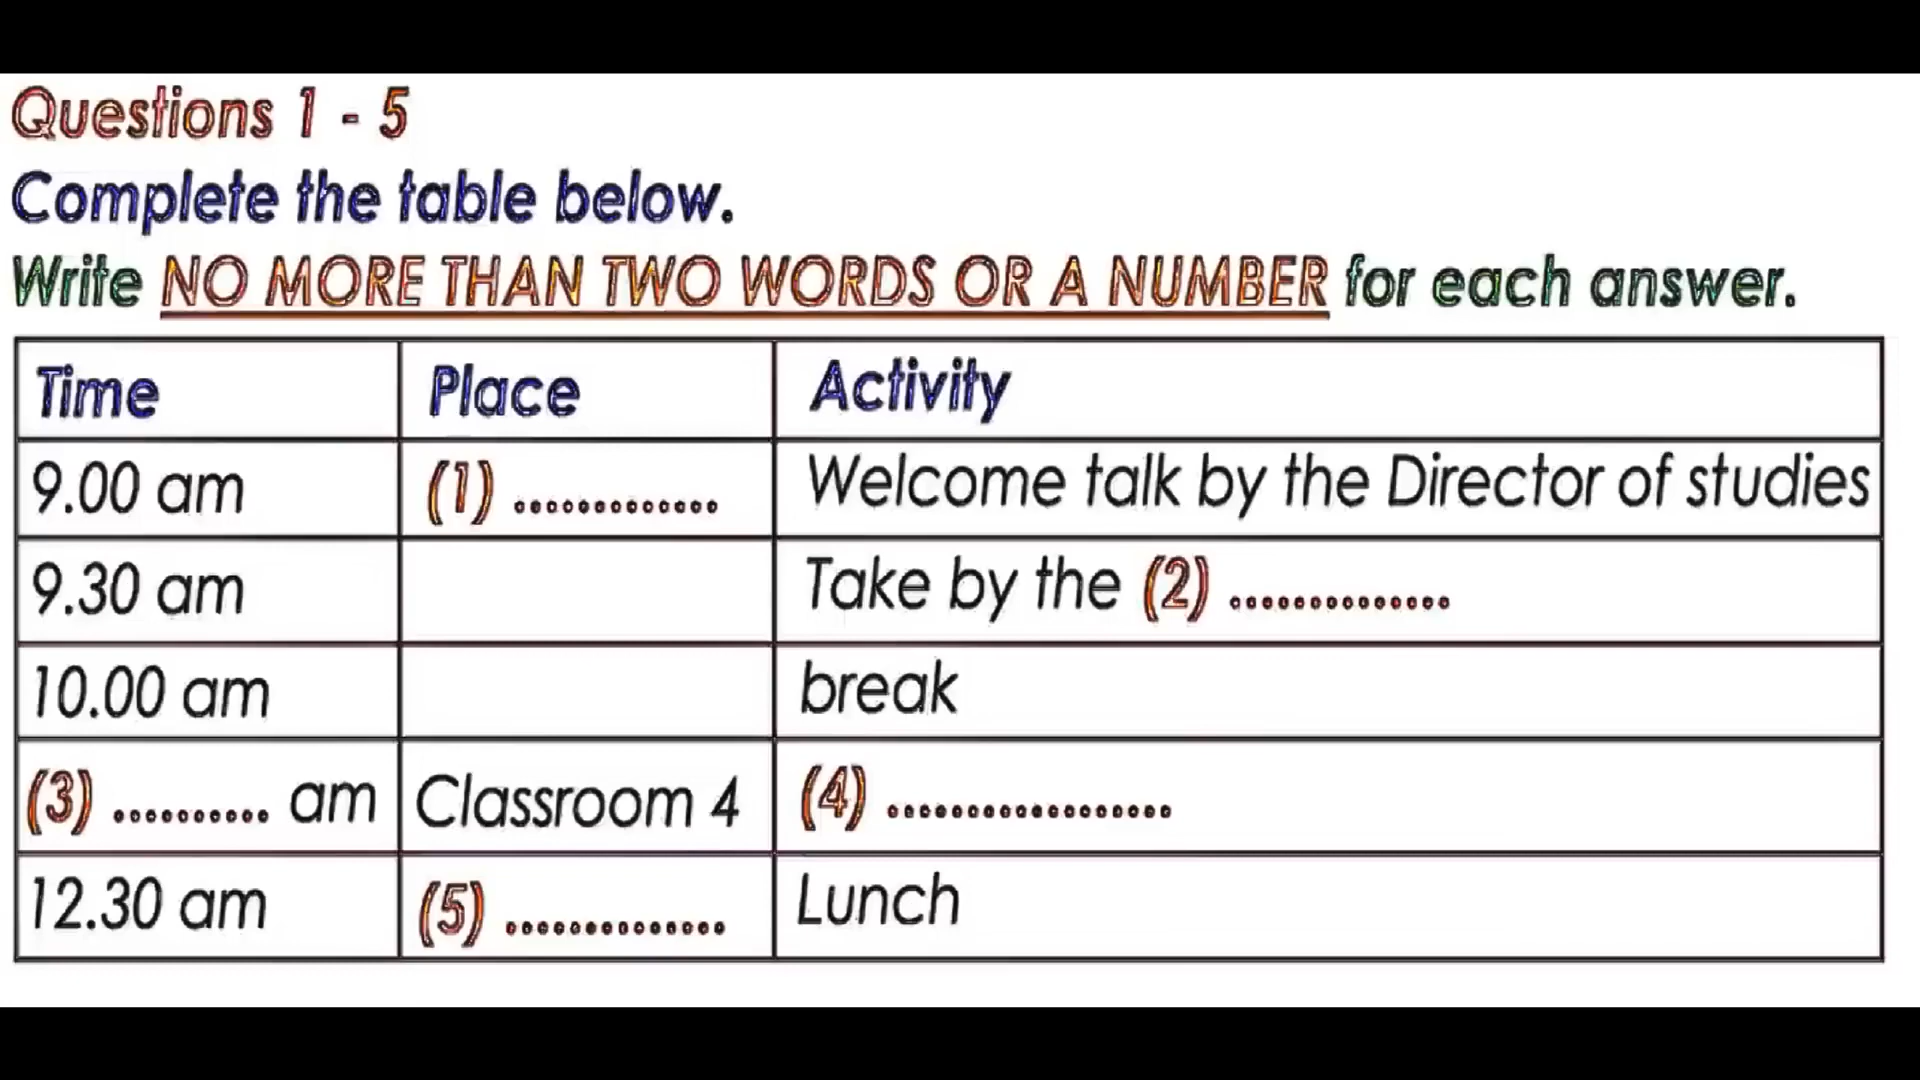 Questions 1 - 5
Complete the table below.
Write NO MORE THAN TWO WORDS OR A NUMBER for each answer.
Time Place Activity
9.00 am (1) ............. Welcome talk by the Director of studies
9.30 am Take by the (2) ..............
10.00 am break
(3) .......... am Classroom 4 (4) ..................
12.30 am (5) .............. Lunch